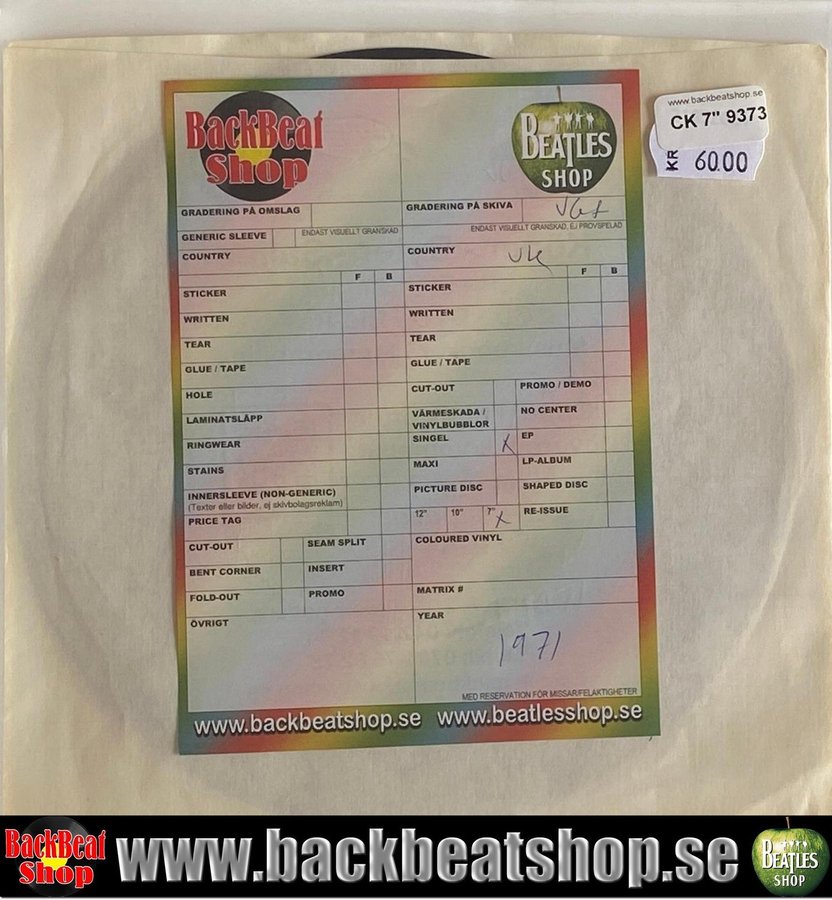 BackBeat
Shop
BEATLES
SHOP
www.backbeatshop.se
CK 7" 9373
KR 60.00
GRADERING PÅ OMSLAG
GENERIC SLEEVE
ENDAST VISUELLT GRANSKAD
COUNTRY
F B
STICKER
WRITTEN
TEAR
GLUE / TAPE
HOLE
LAMINATSLÄPP
RINGWEAR
STAINS
INNERSLEEVE (NON-GENERIC)
(Texter eller bilder, ej skivbolagsreklam)
PRICE TAG
CUT-OUT SEAM SPLIT
BENT CORNER INSERT
FOLD-OUT PROMO
ÖVRIGT
GRADERING PÅ SKIVA
ENDAST VISUELLT GRANSKAD, EJ PROVSPELAD
COUNTRY UK
F B
STICKER
WRITTEN
TEAR
GLUE / TAPE
CUT-OUT PROMO / DEMO
VÄRMESKADA / NO CENTER
VINYLBUBBLOR
SINGEL X EP
MAXI LP-ALBUM
PICTURE DISC SHAPED DISC
12" 10" 7" X RE-ISSUE
COLOURED VINYL
MATRIX #
YEAR
1971
MED RESERVATION FÖR MISSAR/FELAKTIGHETER
www.backbeatshop.se www.beatlesshop.se
BackBeat
Shop
www.backbeatshop.se
BEATLES
SHOP